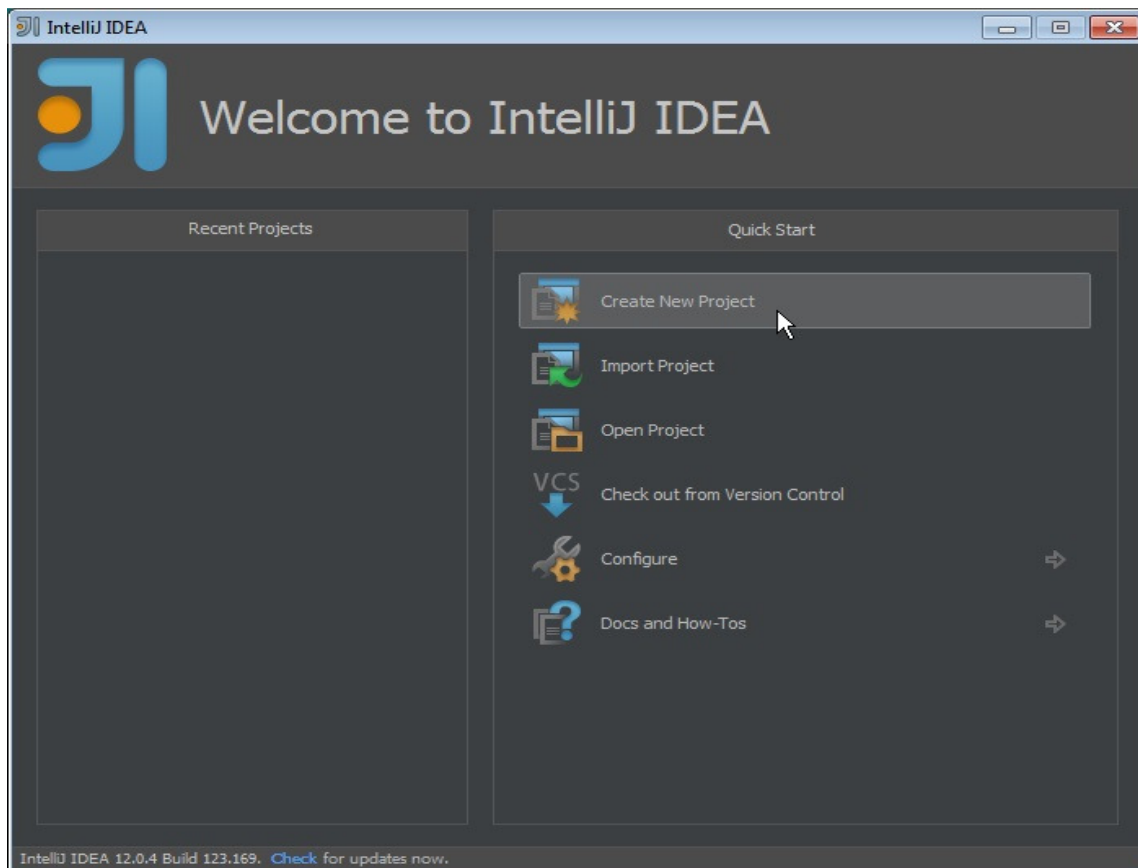 IntelliJ IDEA
Welcome to IntelliJ IDEA
Recent Projects
Quick Start
Create New Project
Import Project
Open Project
VCS
Check out from Version Control
Configure
Docs and How-Tos
IntelliJ IDEA 12.0.4 Build 123.169. Check for updates now.